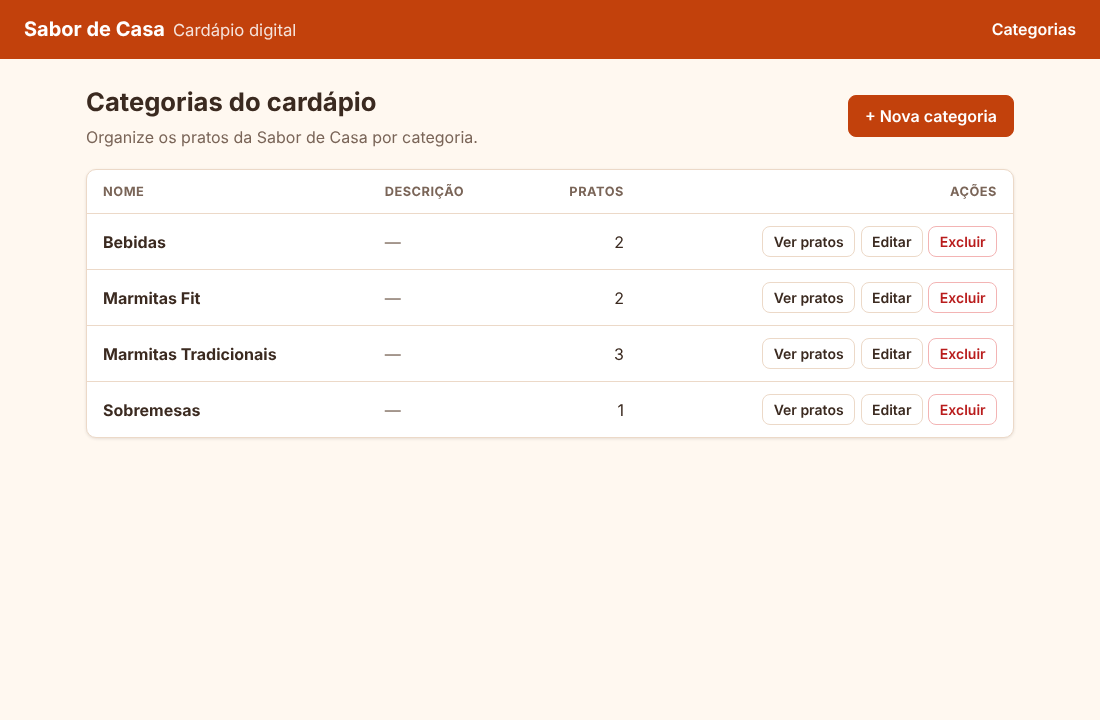 Sabor de Casa Cardápio digital Categorias
Categorias do cardápio
+ Nova categoria
Organize os pratos da Sabor de Casa por categoria.
NOME DESCRIÇÃO PRATOS AÇÕES
Bebidas — 2 Ver pratos Editar Excluir
Marmitas Fit — 2 Ver pratos Editar Excluir
Marmitas Tradicionais — 3 Ver pratos Editar Excluir
Sobremesas — 1 Ver pratos Editar Excluir